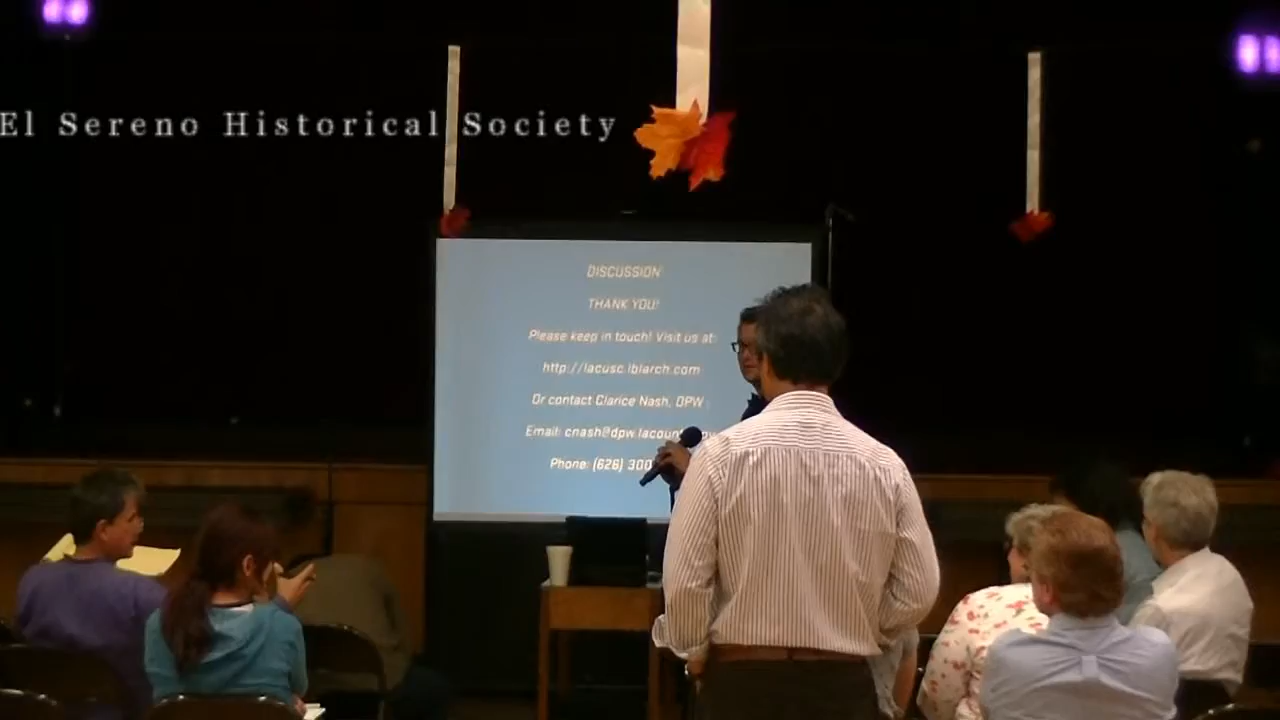 El Sereno Historical Society
DISCUSSION
THANK YOU!
Please keep in touch! Visit us at:
http://lacusc.lblarch.com
Or contact Clarice Nash, DPW
Email: cnash@dpw.lacoun
Phone: (626) 300